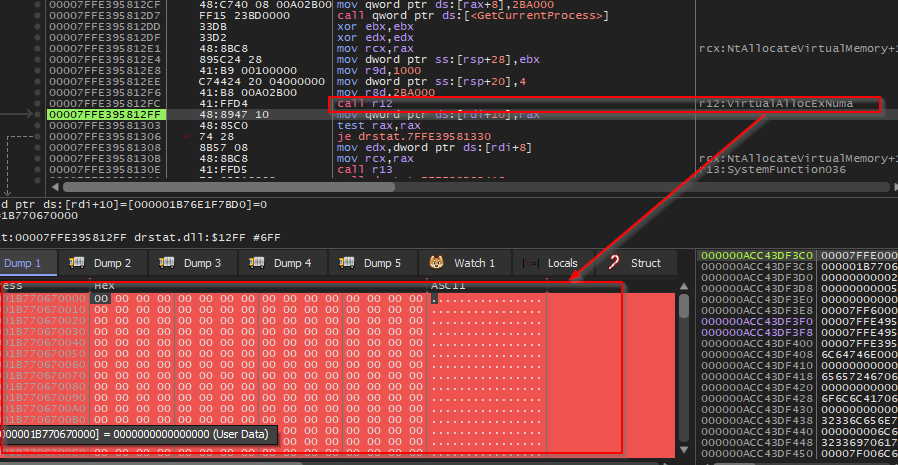 00007FFE395812CF 48:C740 08 00A02B00 mov qword ptr ds:[rax+8],2BA000
00007FFE395812D7 FF15 23BD0000 call qword ptr ds:[<GetCurrentProcess>]
00007FFE395812DD 33DB xor ebx,ebx
00007FFE395812DF 33D2 xor edx,edx
00007FFE395812E1 48:8BC8 mov rcx,rax rcx:NtAllocateVirtualMemory+
00007FFE395812E4 895C24 28 mov dword ptr ss:[rsp+28],ebx
00007FFE395812E8 41:B9 00100000 mov r9d,1000
00007FFE395812EE C74424 20 04000000 mov dword ptr ss:[rsp+20],4
00007FFE395812F6 41:B8 00A02B00 mov r8d,2BA000
00007FFE395812FC 41:FFD4 call r12 r12:VirtualAllocExNuma
00007FFE395812FF 48:8947 10 mov qword ptr ds:[rdi+10],rax
00007FFE39581303 48:85C0 test rax,rax
00007FFE39581306 74 28 je drstat.7FFE39581330
00007FFE39581308 8B57 08 mov edx,dword ptr ds:[rdi+8]
00007FFE3958130B 48:8BC8 mov rcx,rax rcx:NtAllocateVirtualMemory+
00007FFE3958130E 41:FFD5 call r13 r13:SystemFunction036
d ptr ds:[rdi+10]=[000001B76E1F7BD0]=0
=1B770670000
at:00007FFE395812FF drstat.dll:$12FF #6FF
Dump 1 Dump 2 Dump 3 Dump 4 Dump 5 Watch 1 Locals Struct
ess Hex ASCII
1B770670000 00 00 00 00 00 00 00 00 00 00 00 00 00 00 00 00 ................
1B770670010 00 00 00 00 00 00 00 00 00 00 00 00 00 00 00 00 ................
1B770670020 00 00 00 00 00 00 00 00 00 00 00 00 00 00 00 00 ................
1B770670030 00 00 00 00 00 00 00 00 00 00 00 00 00 00 00 00 ................
1B770670040 00 00 00 00 00 00 00 00 00 00 00 00 00 00 00 00 ................
1B770670050 00 00 00 00 00 00 00 00 00 00 00 00 00 00 00 00 ................
1B770670060 00 00 00 00 00 00 00 00 00 00 00 00 00 00 00 00 ................
1B770670070 00 00 00 00 00 00 00 00 00 00 00 00 00 00 00 00 ................
1B770670080 00 00 00 00 00 00 00 00 00 00 00 00 00 00 00 00 ................
1B770670090 00 00 00 00 00 00 00 00 00 00 00 00 00 00 00 00 ................
1B7706700A0 00 00 00 00 00 00 00 00 00 00 00 00 00 00 00 00 ................
1B7706700B0 00 00 00 00 00 00 00 00 00 00 00 00 00 00 00 00 ................
000001B770670000] = 0000000000000000 (User Data)
000000ACC43DF3C0 00007FFE000
000000ACC43DF3C8 000001B7706
000000ACC43DF3D0 00000000002
000000ACC43DF3D8 00000000005
000000ACC43DF3E0 00000000000
000000ACC43DF3E8 00007FF6000
000000ACC43DF3F0 00007FFE495
000000ACC43DF3F8 00007FFE495
000000ACC43DF400 00007FFE395
000000ACC43DF408 6C64746E000
000000ACC43DF410 00000000006
000000ACC43DF418 65657246706
000000ACC43DF420 00000000000
000000ACC43DF428 6F6C6C41706
000000ACC43DF430 00000000000
000000ACC43DF438 32336C656E7
000000ACC43DF440 0000000006C
000000ACC43DF448 32336970617
000000ACC43DF450 00007F006C6